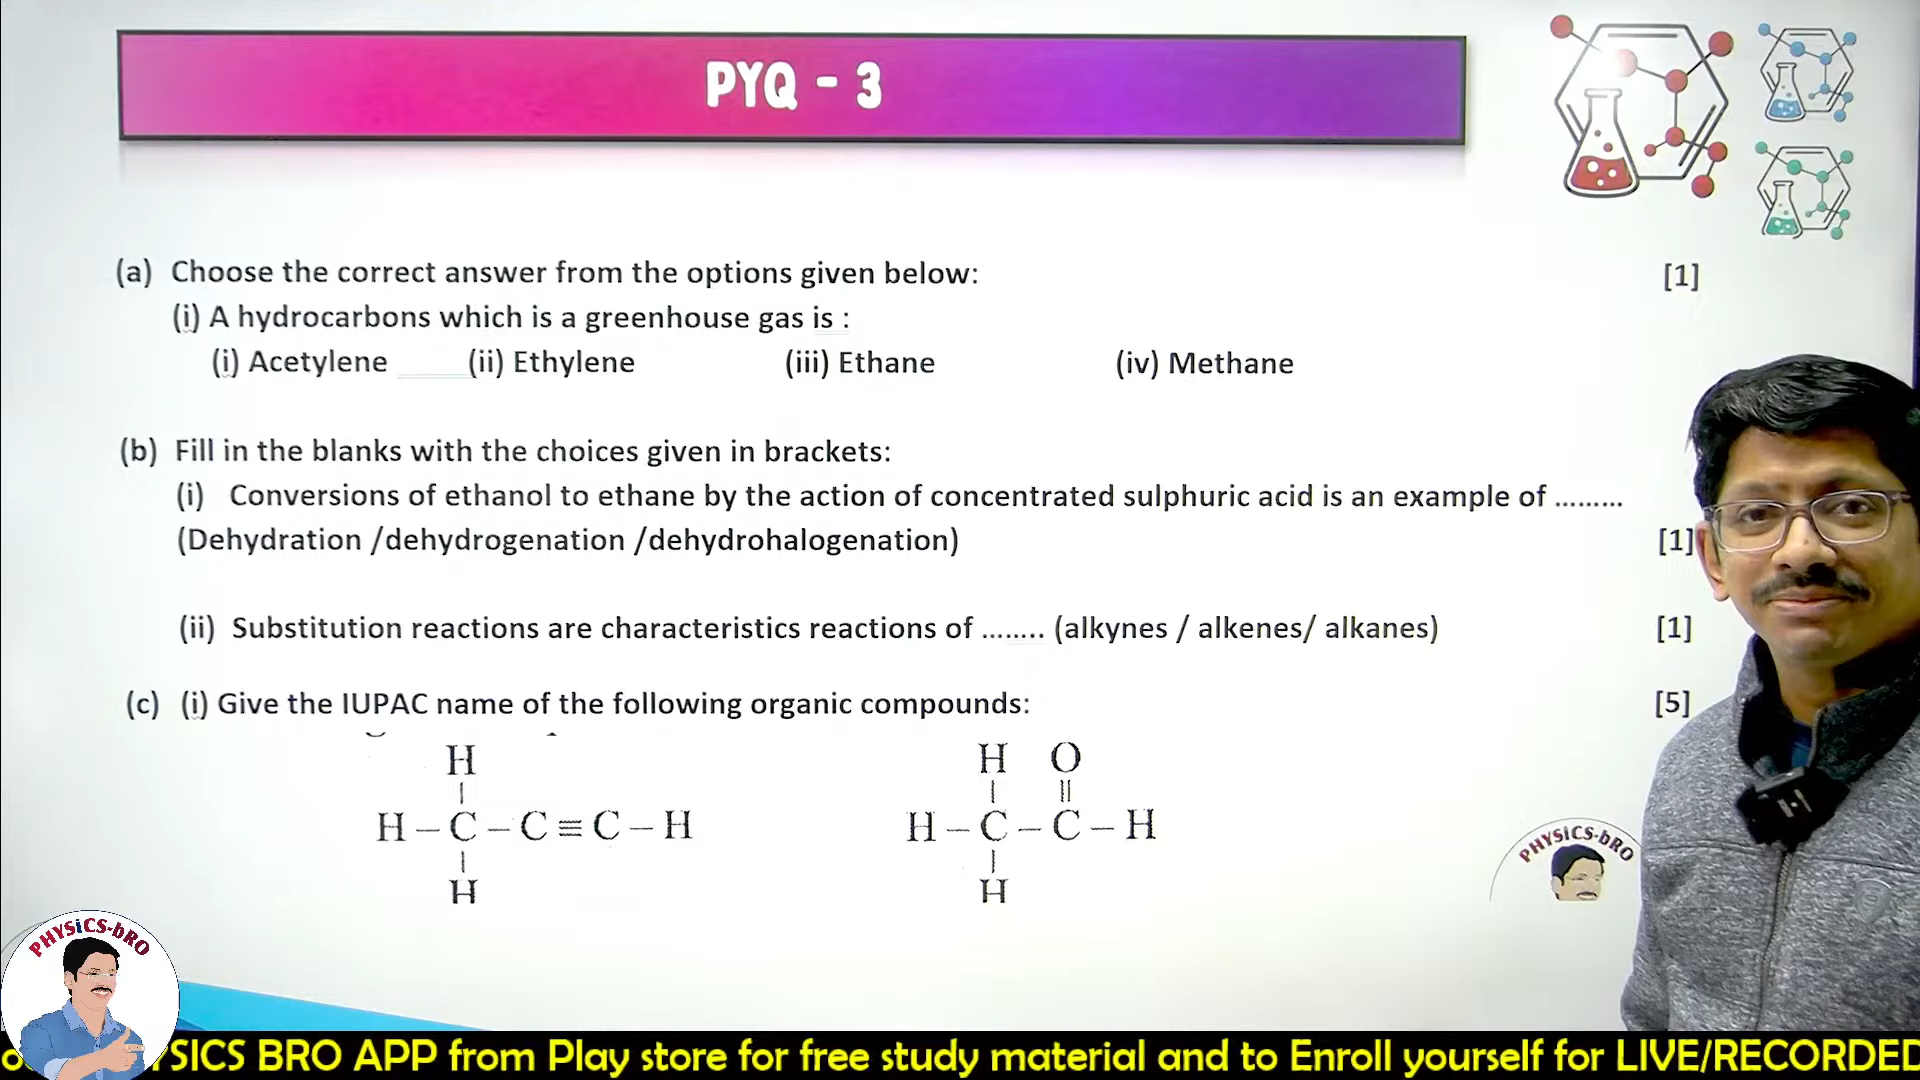 PYQ - 3
(a) Choose the correct answer from the options given below: [1]
(i) A hydrocarbons which is a greenhouse gas is :
(i) Acetylene (ii) Ethylene (iii) Ethane (iv) Methane
(b) Fill in the blanks with the choices given in brackets:
(i) Conversions of ethanol to ethane by the action of concentrated sulphuric acid is an example of .........
(Dehydration /dehydrogenation /dehydrohalogenation) [1]
(ii) Substitution reactions are characteristics reactions of ........ (alkynes / alkenes/ alkanes) [1]
(c) (i) Give the IUPAC name of the following organic compounds: [5]
H H O
H – C – C ≡ C – H H – C – C – H
H H
PHYSiCS-bRO
PHYSiCS-bRO
SICS BRO APP from Play store for free study material and to Enroll yourself for LIVE/RECORDED